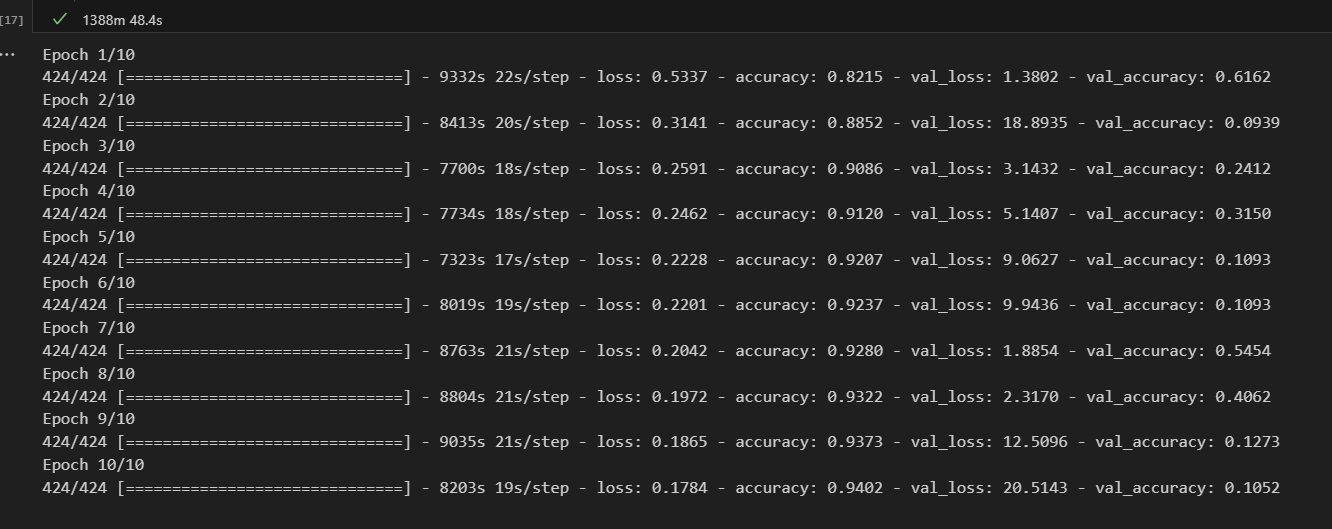 [17]
1388m 48.4s
...
Epoch 1/10
424/424 [==============================] - 9332s 22s/step - loss: 0.5337 - accuracy: 0.8215 - val_loss: 1.3802 - val_accuracy: 0.6162
Epoch 2/10
424/424 [==============================] - 8413s 20s/step - loss: 0.3141 - accuracy: 0.8852 - val_loss: 18.8935 - val_accuracy: 0.0939
Epoch 3/10
424/424 [==============================] - 7700s 18s/step - loss: 0.2591 - accuracy: 0.9086 - val_loss: 3.1432 - val_accuracy: 0.2412
Epoch 4/10
424/424 [==============================] - 7734s 18s/step - loss: 0.2462 - accuracy: 0.9120 - val_loss: 5.1407 - val_accuracy: 0.3150
Epoch 5/10
424/424 [==============================] - 7323s 17s/step - loss: 0.2228 - accuracy: 0.9207 - val_loss: 9.0627 - val_accuracy: 0.1093
Epoch 6/10
424/424 [==============================] - 8019s 19s/step - loss: 0.2201 - accuracy: 0.9237 - val_loss: 9.9436 - val_accuracy: 0.1093
Epoch 7/10
424/424 [==============================] - 8763s 21s/step - loss: 0.2042 - accuracy: 0.9280 - val_loss: 1.8854 - val_accuracy: 0.5454
Epoch 8/10
424/424 [==============================] - 8804s 21s/step - loss: 0.1972 - accuracy: 0.9322 - val_loss: 2.3170 - val_accuracy: 0.4062
Epoch 9/10
424/424 [==============================] - 9035s 21s/step - loss: 0.1865 - accuracy: 0.9373 - val_loss: 12.5096 - val_accuracy: 0.1273
Epoch 10/10
424/424 [==============================] - 8203s 19s/step - loss: 0.1784 - accuracy: 0.9402 - val_loss: 20.5143 - val_accuracy: 0.1052